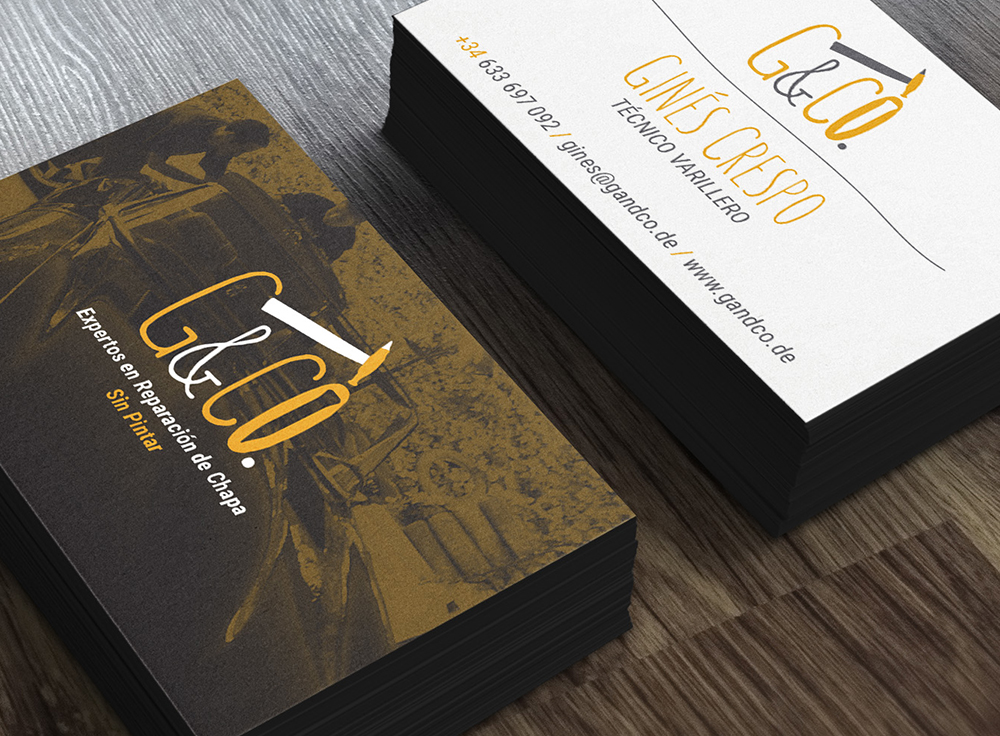 G&CO.
Expertos en Reparación de Chapa
Sin Pintar
G&CO.
GINÉS CRESPO
TÉCNICO VARILLERO
+34 633 697 092 / gines@gandco.de / www.gandco.de